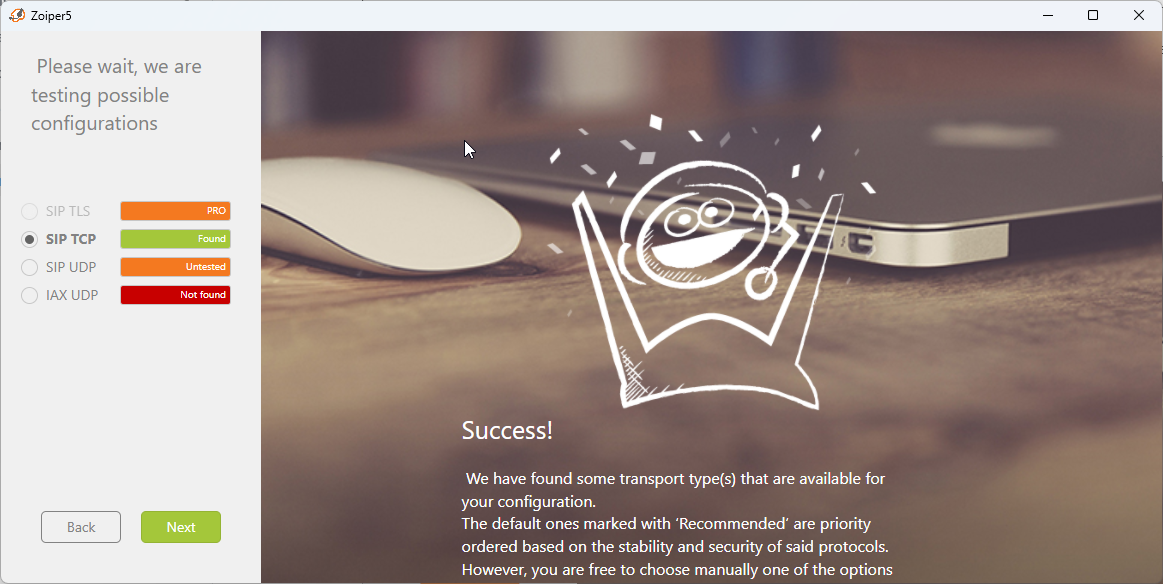 Zoiper5
Please wait, we are
testing possible
configurations
SIP TLS PRO
SIP TCP Found
SIP UDP Untested
IAX UDP Not found
Back Next
Success!
We have found some transport type(s) that are available for
your configuration.
The default ones marked with ‘Recommended’ are priority
ordered based on the stability and security of said protocols.
However, you are free to choose manually one of the options